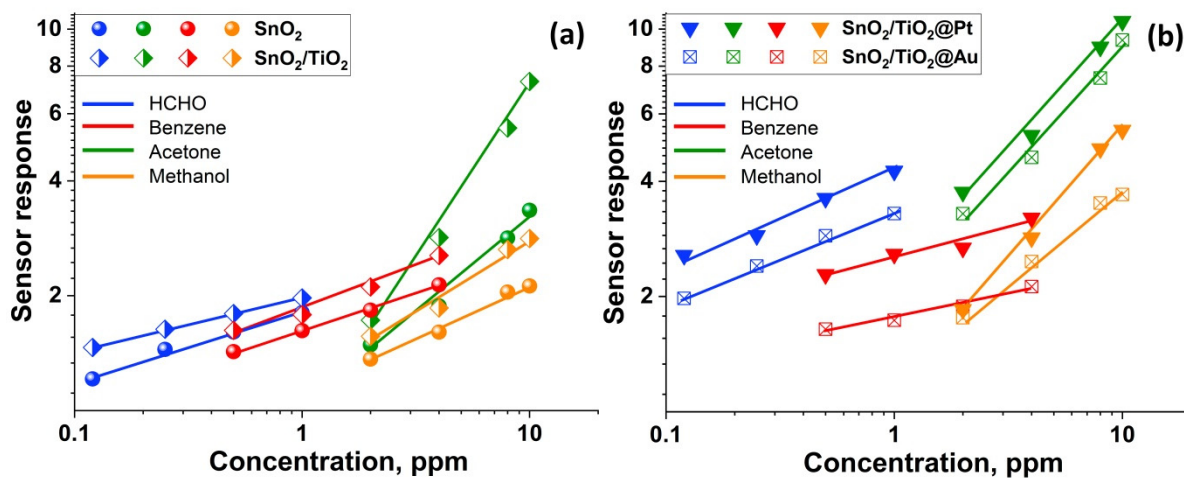 SnO2
SnO2/TiO2
(a)
HCHO
Benzene
Acetone
Methanol
10
8
6
4
2
Sensor response
0.1 1 10
Concentration, ppm
SnO2/TiO2@Pt
SnO2/TiO2@Au
(b)
HCHO
Benzene
Acetone
Methanol
10
8
6
4
2
Sensor response
0.1 1 10
Concentration, ppm